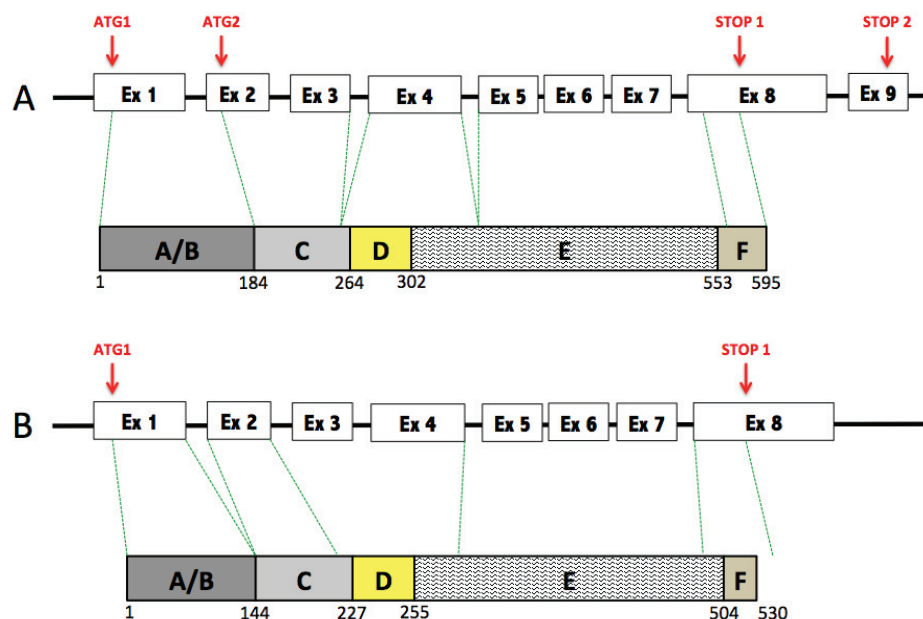 ATG1 ATG2 STOP 1 STOP 2
A Ex 1 Ex 2 Ex 3 Ex 4 Ex 5 Ex 6 Ex 7 Ex 8 Ex 9
A/B C D E F
1 184 264 302 553 595
ATG1 STOP 1
B Ex 1 Ex 2 Ex 3 Ex 4 Ex 5 Ex 6 Ex 7 Ex 8
A/B C D E F
1 144 227 255 504 530